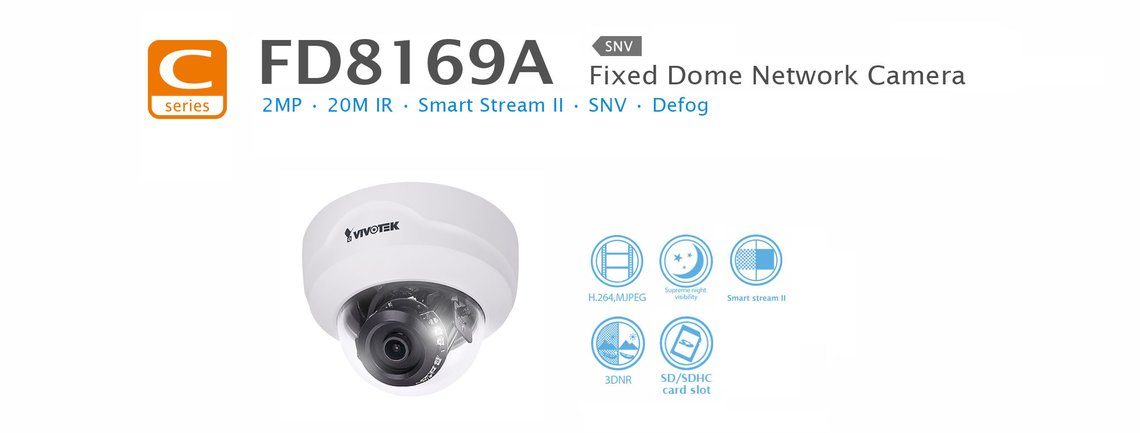 C
series
FD8169A
SNV
Fixed Dome Network Camera
2MP · 20M IR · Smart Stream II · SNV · Defog
VIVOTEK
H.264,MJPEG
Supreme night
visibility
Smart stream II
3DNR
SD/SDHC
card slot